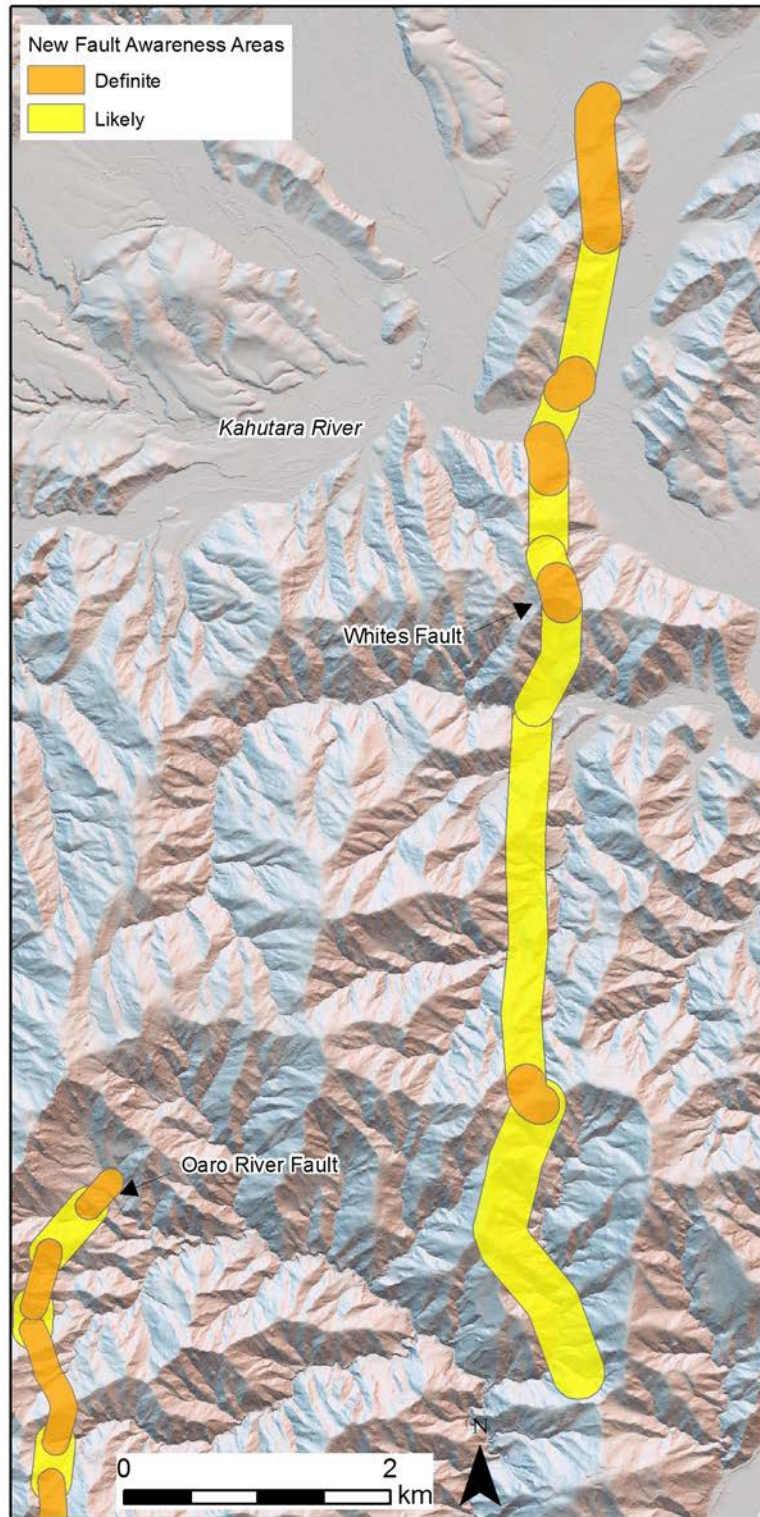 New Fault Awareness Areas
Definite
Likely
Kahutara River
Whites Fault
Oaro River Fault
N
0 2
km